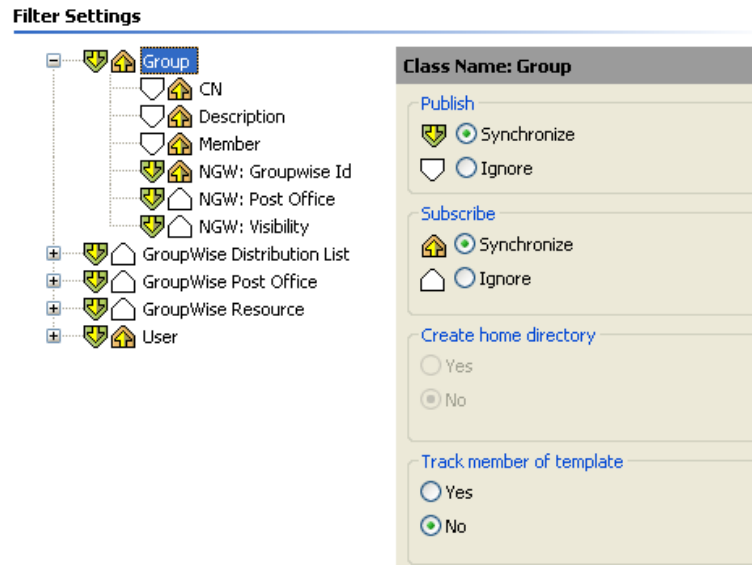 Filter Settings
Group
CN
Description
Member
NGW: Groupwise Id
NGW: Post Office
NGW: Visibility
GroupWise Distribution List
GroupWise Post Office
GroupWise Resource
User
Class Name: Group
Publish
Synchronize
Ignore
Subscribe
Synchronize
Ignore
Create home directory
Yes
No
Track member of template
Yes
No